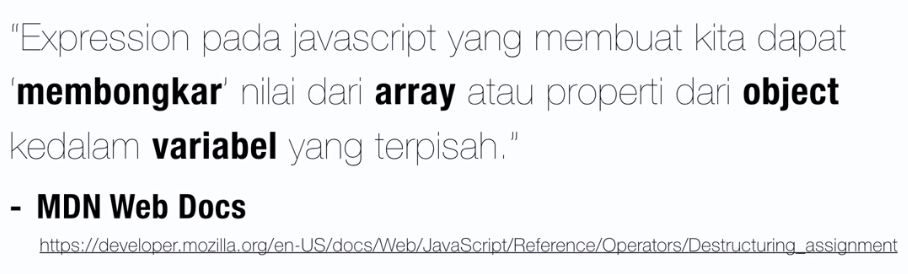 “Expression pada javascript yang membuat kita dapat
‘membongkar’ nilai dari array atau properti dari object
kedalam variabel yang terpisah.”
- MDN Web Docs
https://developer.mozilla.org/en-US/docs/Web/JavaScript/Reference/Operators/Destructuring_assignment